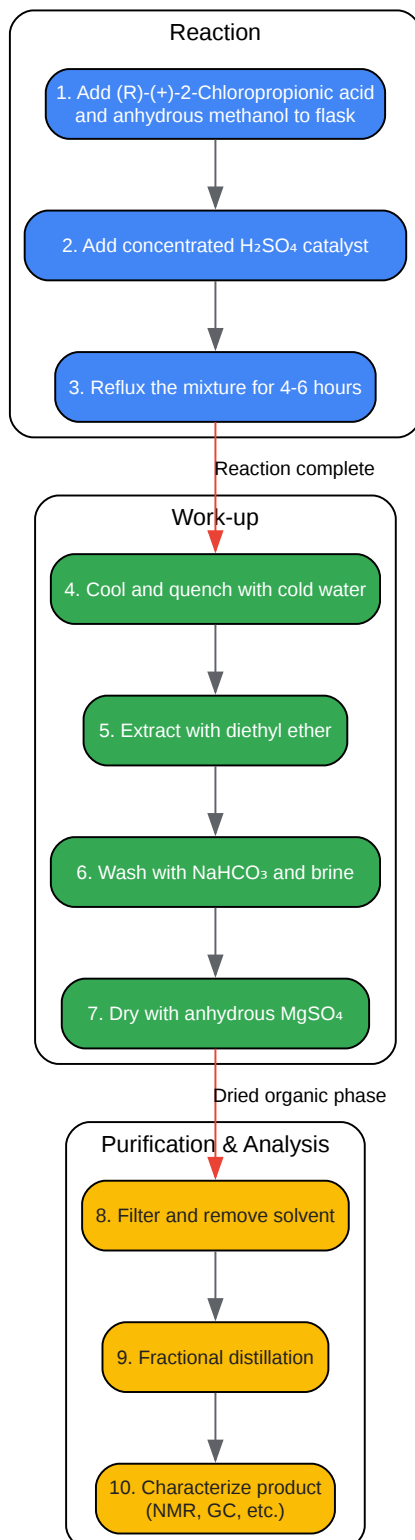 Reaction
1. Add (R)-(+)-2-Chloropropionic acid
and anhydrous methanol to flask
2. Add concentrated H₂SO₄ catalyst
3. Reflux the mixture for 4-6 hours
Reaction complete
Work-up
4. Cool and quench with cold water
5. Extract with diethyl ether
6. Wash with NaHCO₃ and brine
7. Dry with anhydrous MgSO₄
Dried organic phase
Purification & Analysis
8. Filter and remove solvent
9. Fractional distillation
10. Characterize product
(NMR, GC, etc.)